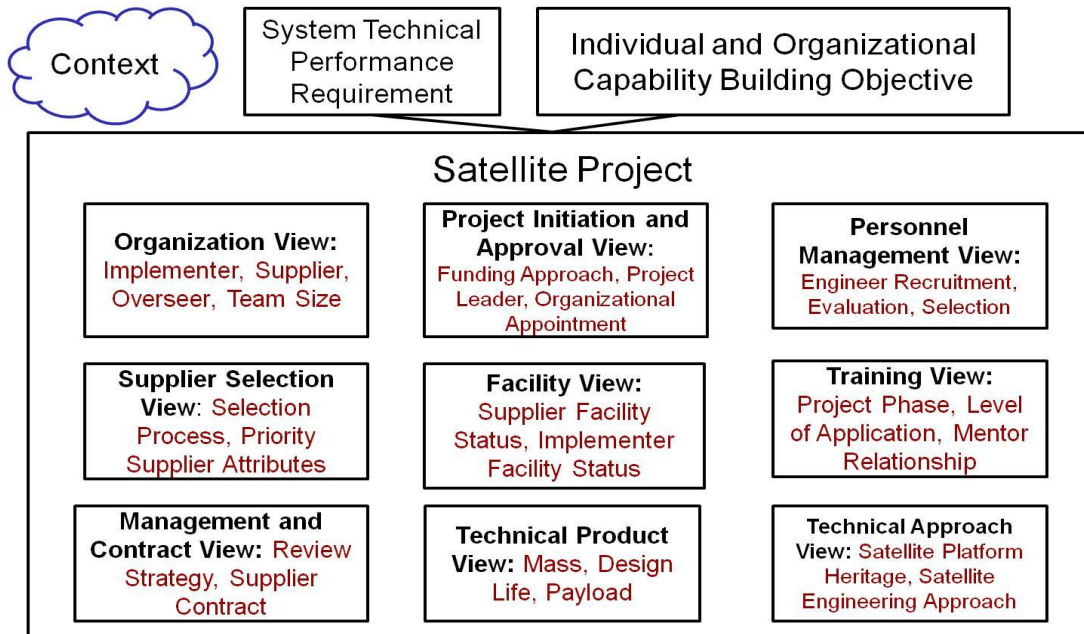 Context
System Technical
Performance
Requirement
Individual and Organizational
Capability Building Objective
Satellite Project
Organization View:
Implementer, Supplier,
Overseer, Team Size
Project Initiation and
Approval View:
Funding Approach, Project
Leader, Organizational
Appointment
Personnel
Management View:
Engineer Recruitment,
Evaluation, Selection
Supplier Selection
View: Selection
Process, Priority
Supplier Attributes
Facility View:
Supplier Facility
Status, Implementer
Facility Status
Training View:
Project Phase, Level
of Application, Mentor
Relationship
Management and
Contract View: Review
Strategy, Supplier
Contract
Technical Product
View: Mass, Design
Life, Payload
Technical Approach
View: Satellite Platform
Heritage, Satellite
Engineering Approach